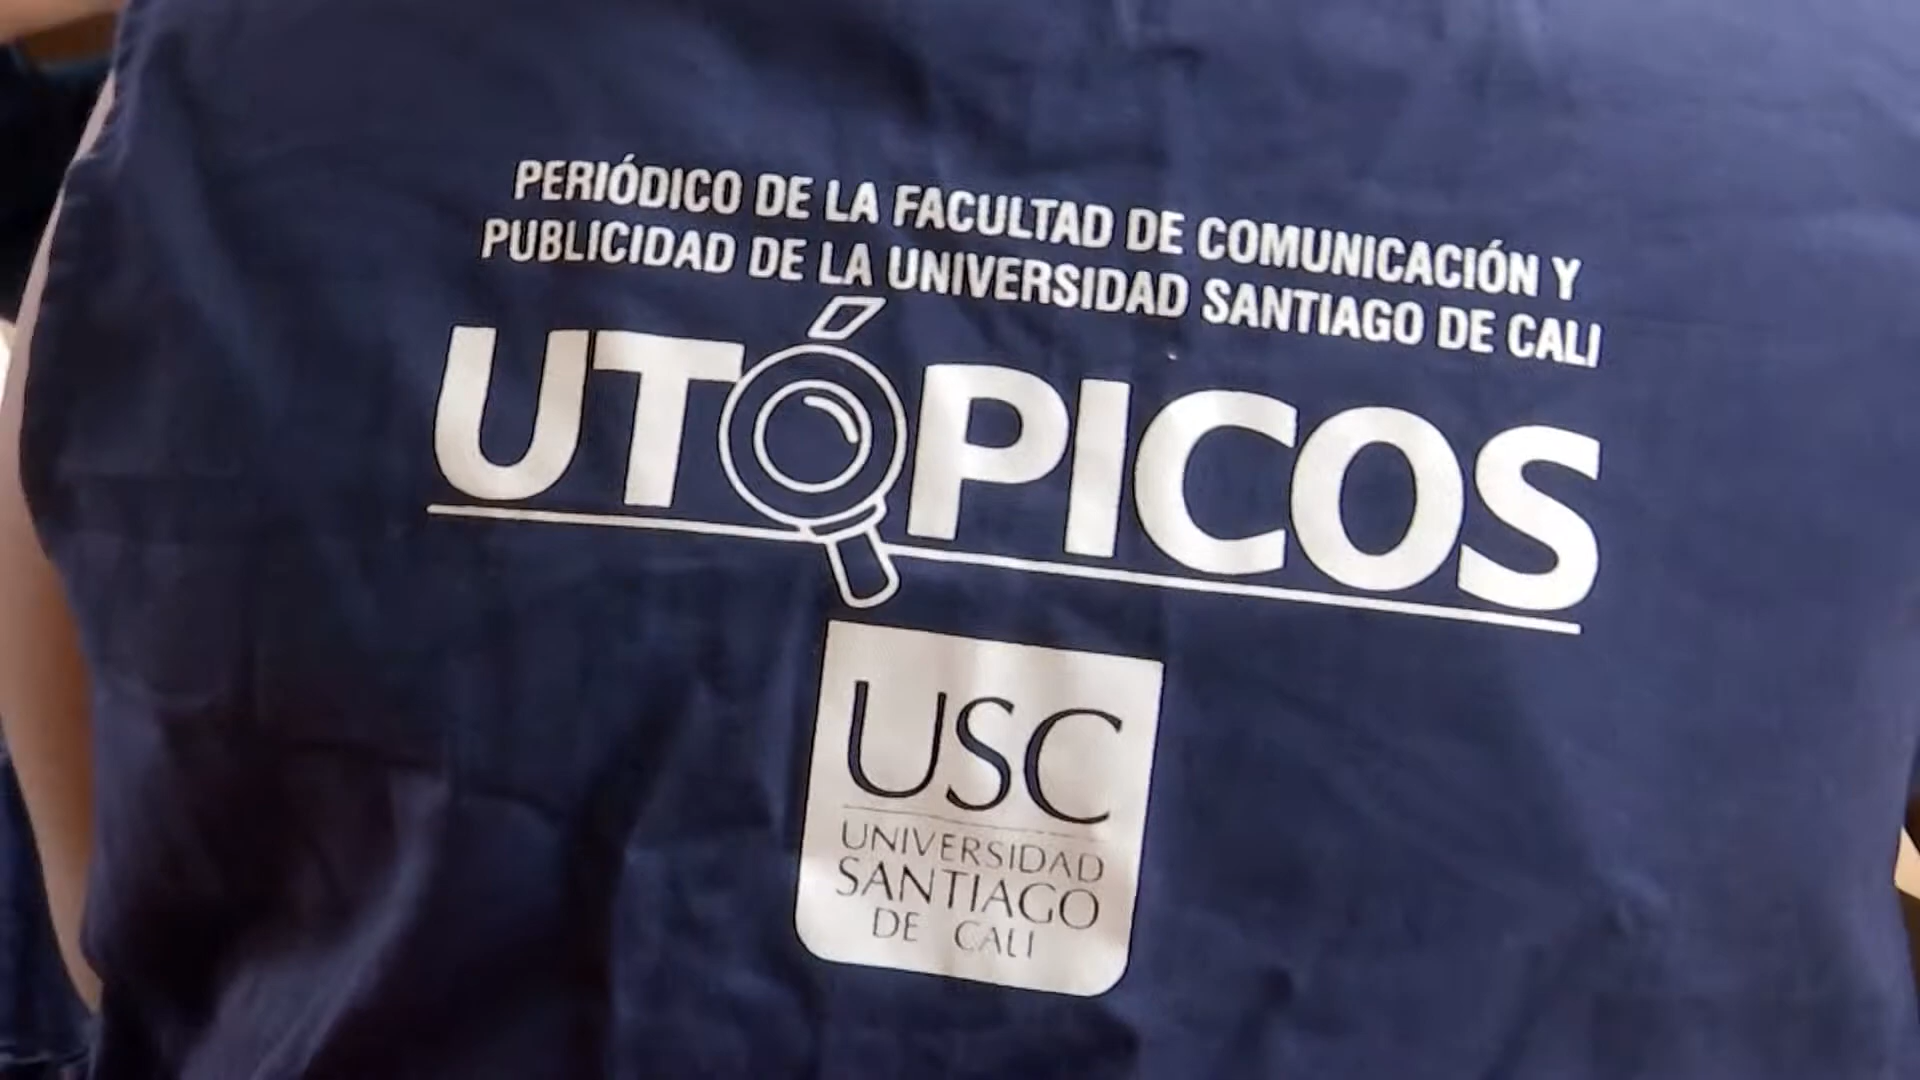 PERIÓDICO DE LA FACULTAD DE COMUNICACIÓN Y
PUBLICIDAD DE LA UNIVERSIDAD SANTIAGO DE CALI
UTÓPICOS
USC
UNIVERSIDAD
SANTIAGO
DE CALI